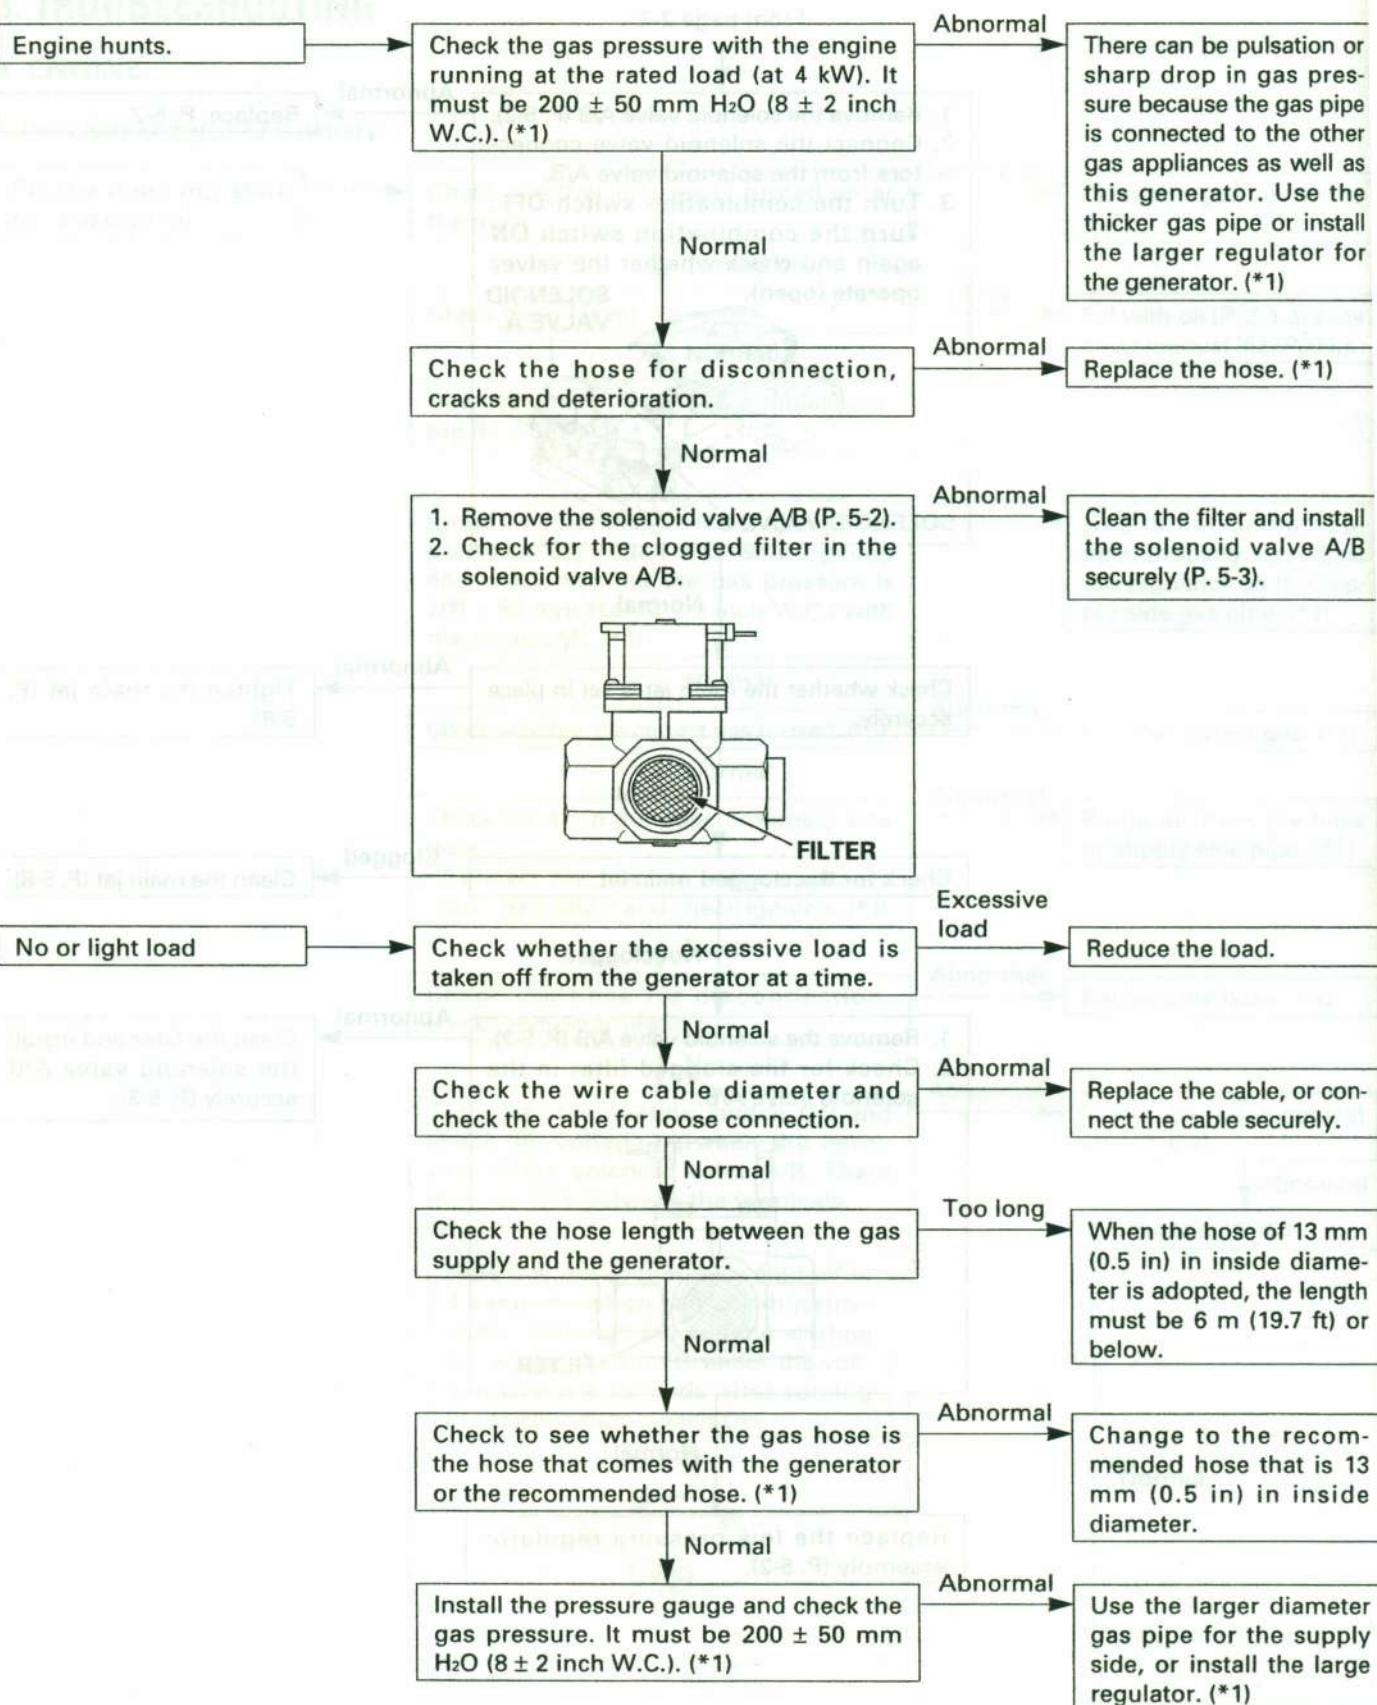 Engine hunts.
Check the gas pressure with the engine
running at the rated load (at 4 kW). It
must be 200 ± 50 mm H₂O (8 ± 2 inch
W.C.). (*1)
Abnormal
There can be pulsation or
sharp drop in gas pres-
sure because the gas pipe
is connected to the other
gas appliances as well as
this generator. Use the
thicker gas pipe or install
the larger regulator for
the generator. (*1)
Normal
Check the hose for disconnection,
cracks and deterioration.
Abnormal
Replace the hose. (*1)
Normal
1. Remove the solenoid valve A/B (P. 5-2).
2. Check for the clogged filter in the
solenoid valve A/B.
FILTER
Abnormal
Clean the filter and install
the solenoid valve A/B
securely (P. 5-3).
No or light load
Check whether the excessive load is
taken off from the generator at a time.
Excessive
load
Reduce the load.
Normal
Check the wire cable diameter and
check the cable for loose connection.
Abnormal
Replace the cable, or con-
nect the cable securely.
Normal
Check the hose length between the gas
supply and the generator.
Too long
When the hose of 13 mm
(0.5 in) in inside diame-
ter is adopted, the length
must be 6 m (19.7 ft) or
below.
Normal
Check to see whether the gas hose is
the hose that comes with the generator
or the recommended hose. (*1)
Abnormal
Change to the recom-
mended hose that is 13
mm (0.5 in) in inside
diameter.
Normal
Install the pressure gauge and check the
gas pressure. It must be 200 ± 50 mm
H₂O (8 ± 2 inch W.C.). (*1)
Abnormal
Use the larger diameter
gas pipe for the supply
side, or install the large
regulator. (*1)